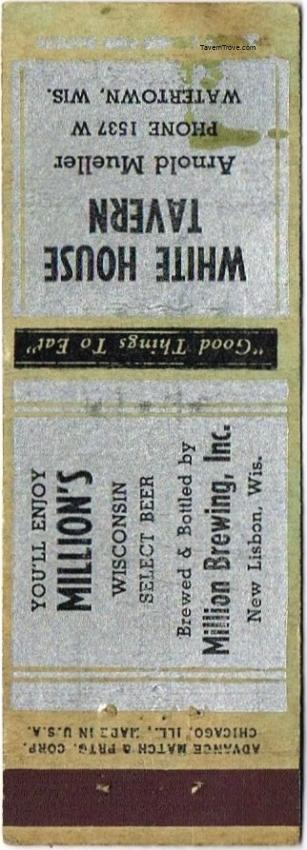 TavernTrove.com
WHITE HOUSE
TAVERN
Arnold Mueller
PHONE 1537 W
WATERTOWN, WIS.
"Good Things To Eat"
YOU'LL ENJOY
MILLION'S
WISCONSIN
SELECT BEER
Brewed & Bottled by
Million Brewing, Inc.
New Lisbon, Wis.
ADVANCE MATCH & PRTG. CORP.
CHICAGO, ILL., MADE IN U.S.A.